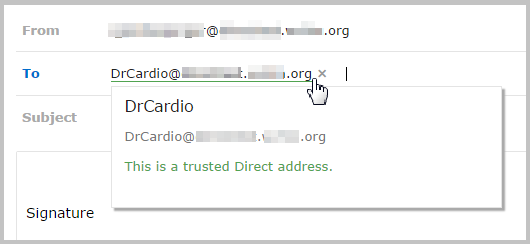 From
@ . .org
To
DrCardio@ . .org ×
DrCardio
DrCardio@ .w .org
This is a trusted Direct address.
Subject
Signature